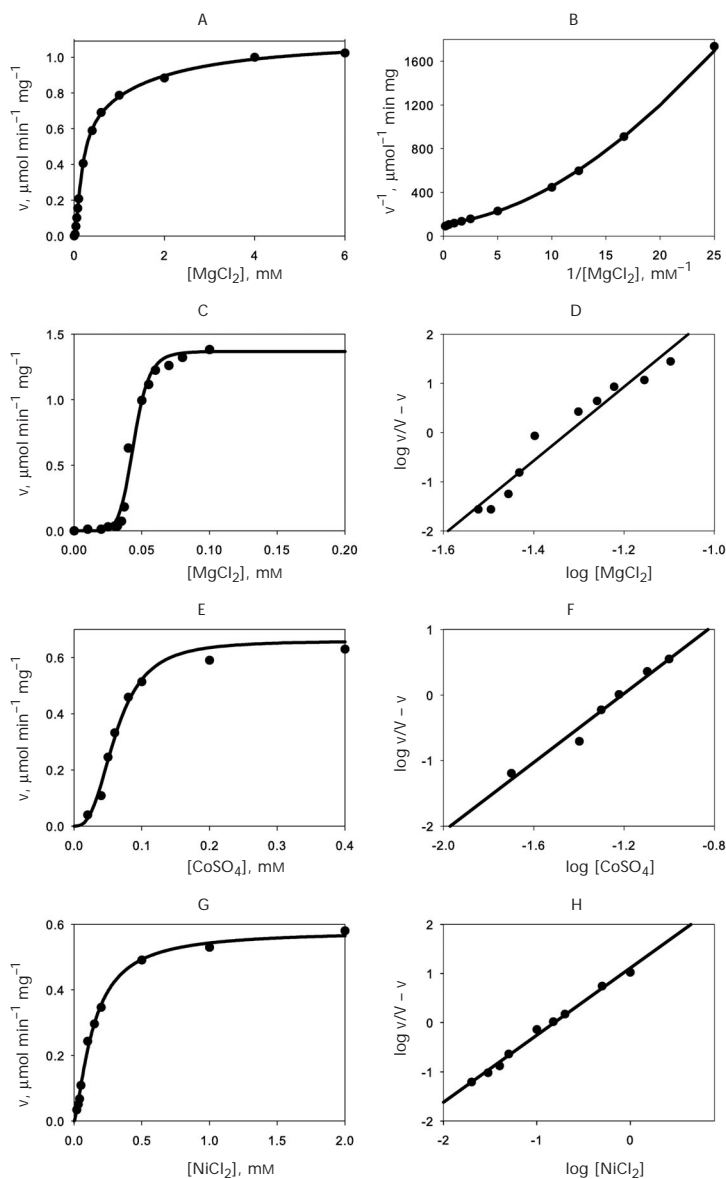 A
v, µmol min⁻¹ mg⁻¹
1.0
0.8
0.6
0.4
0.2
0.0
0 2 4 6
[MgCl₂], mM
B
v⁻¹, µmol⁻¹ min mg
1600
1200
800
400
0
0 5 10 15 20 25
1/[MgCl₂], mM⁻¹
C
v, µmol min⁻¹ mg⁻¹
1.5
1.0
0.5
0.0
0.00 0.05 0.10 0.15 0.20
[MgCl₂], mM
D
log v/V – v
2
1
0
-1
-2
-1.6 -1.4 -1.2 -1.0
log [MgCl₂]
E
v, µmol min⁻¹ mg⁻¹
0.6
0.4
0.2
0.0
0.0 0.1 0.2 0.3 0.4
[CoSO₄], mM
F
log v/V – v
1
0
-1
-2
-2.0 -1.6 -1.2 -0.8
log [CoSO₄]
G
v, µmol min⁻¹ mg⁻¹
0.6
0.4
0.2
0.0
0.0 0.5 1.0 1.5 2.0
[NiCl₂], mM
H
log v/V – v
2
1
0
-1
-2
-2 -1 0
log [NiCl₂]